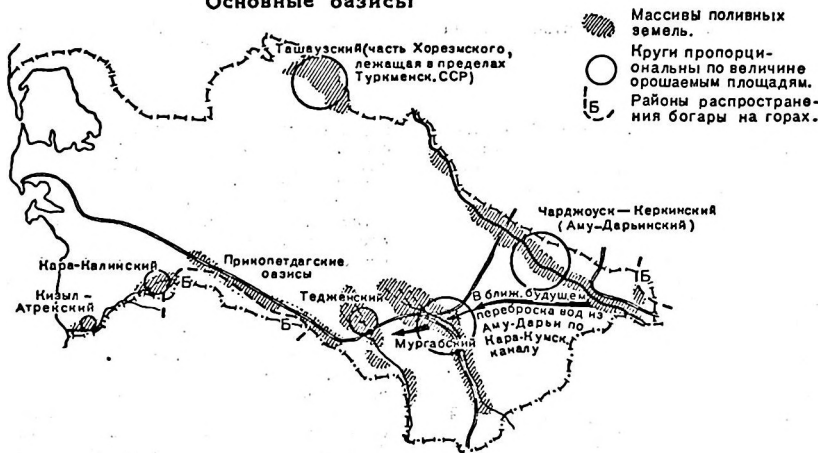 Основные оазисы
Массивы поливных
земель.
Круги пропорци-
ональны по величине
орошаемым площадям.
Б
Районы распростране-
ния богары на горах.
Ташаузский (часть Хорезмского,
лежащая в пределах
Туркменск. ССР)
Чарджоуск — Керкинский
(Аму-Дарьинский)
Б
Прикопетдагские
оазисы
Кара-Калинский
Б
Кизыл-
Атрекский
Тедженский
Б
Мургабский
В ближ. будущем
переброска вод из
Аму-Дарьи по
Кара-Кумск.
каналу